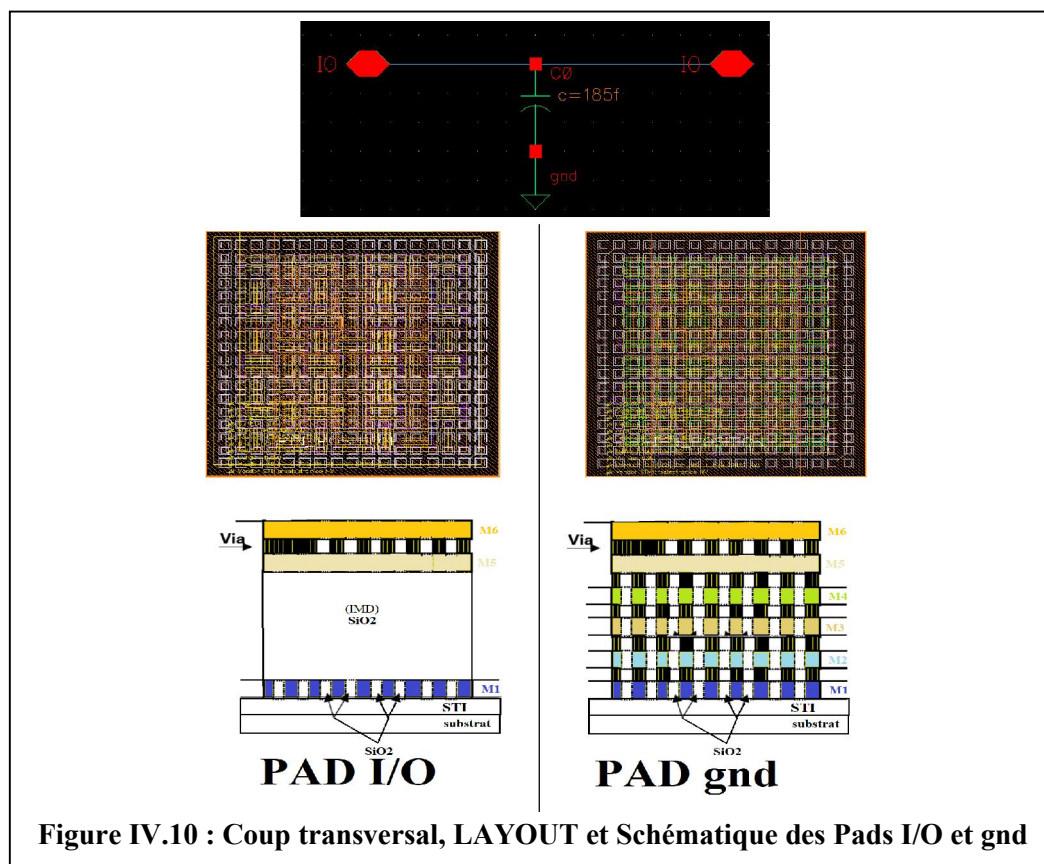 IO
CØ
IO
c=185f
gnd
M6
Via
M5
(IMD)
SiO2
M1
STI
substrat
SiO2
PAD I/O
M6
Via
M5
M4
M3
M2
M1
STI
substrat
SiO2
PAD gnd
Figure IV.10 : Coup transversal, LAYOUT et Schématique des Pads I/O et gnd